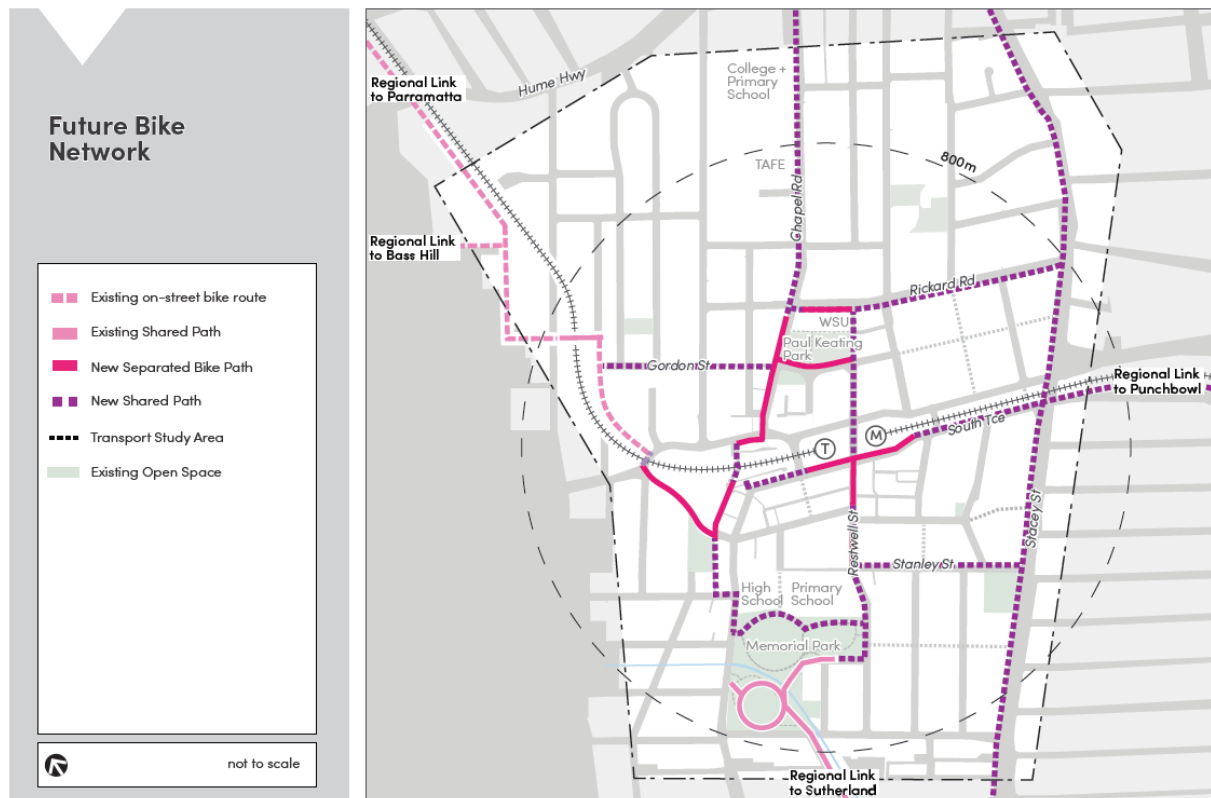 Future Bike
Network
Existing on-street bike route
Existing Shared Path
New Separated Bike Path
New Shared Path
Transport Study Area
Existing Open Space
not to scale
Regional Link
to Parramatta
Hume Hwy
College +
Primary
School
TAFE
800m
Chapel Rd
Regional Link
to Bass Hill
Rickard Rd
WSU
Paul Keating
Park
Gordon St
Regional Link
to Punchbowl
South Tce
T
M
Stacey St
Restwell St
Stanley St
High
School
Primary
School
Memorial Park
Regional Link
to Sutherland